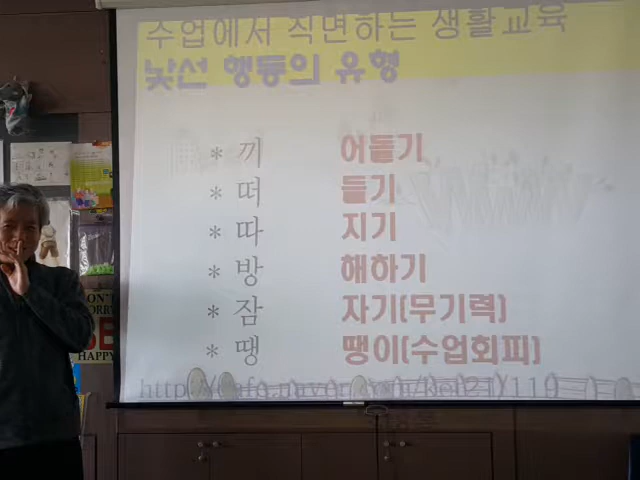 수업에서 직면하는 생활교육
낯선 행동의 유형
* 끼 어들기
* 떠 들기
* 따 지기
* 방 해하기
* 잠 자기(무기력)
* 땡 땡이(수업회피)
HAPPY